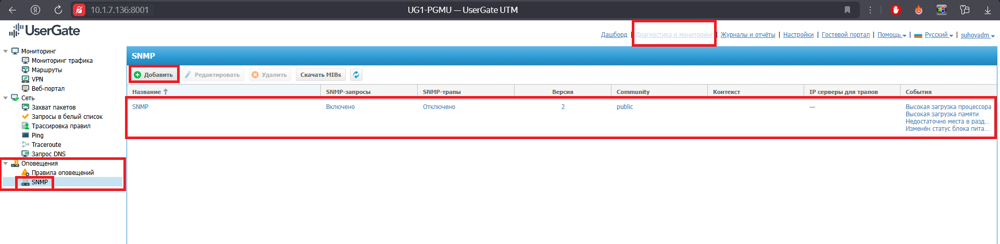 10.1.7.136:8001
UG1-PGMU — UserGate UTM
UserGate
Дашборд | Диагностика и мониторинг | Журналы и отчёты | Настройки | Гостевой портал | Помощь | Русский | suhovadm
Мониторинг
Мониторинг трафика
Маршруты
VPN
Веб-портал
Сеть
Захват пакетов
Запросы в белый список
Трассировка правил
Ping
Traceroute
Запрос DNS
Оповещения
Правила оповещений
SNMP
SNMP
Добавить Редактировать Удалить Скачать MIBs
Название SNMP-запросы SNMP-трапы Версия Community Контекст IP серверы для трапов События
SNMP Включено Отключено 2 public — Высокая загрузка процессора
Высокая загрузка памяти
Недостаточно места в разд...
Изменён статус блока пита...